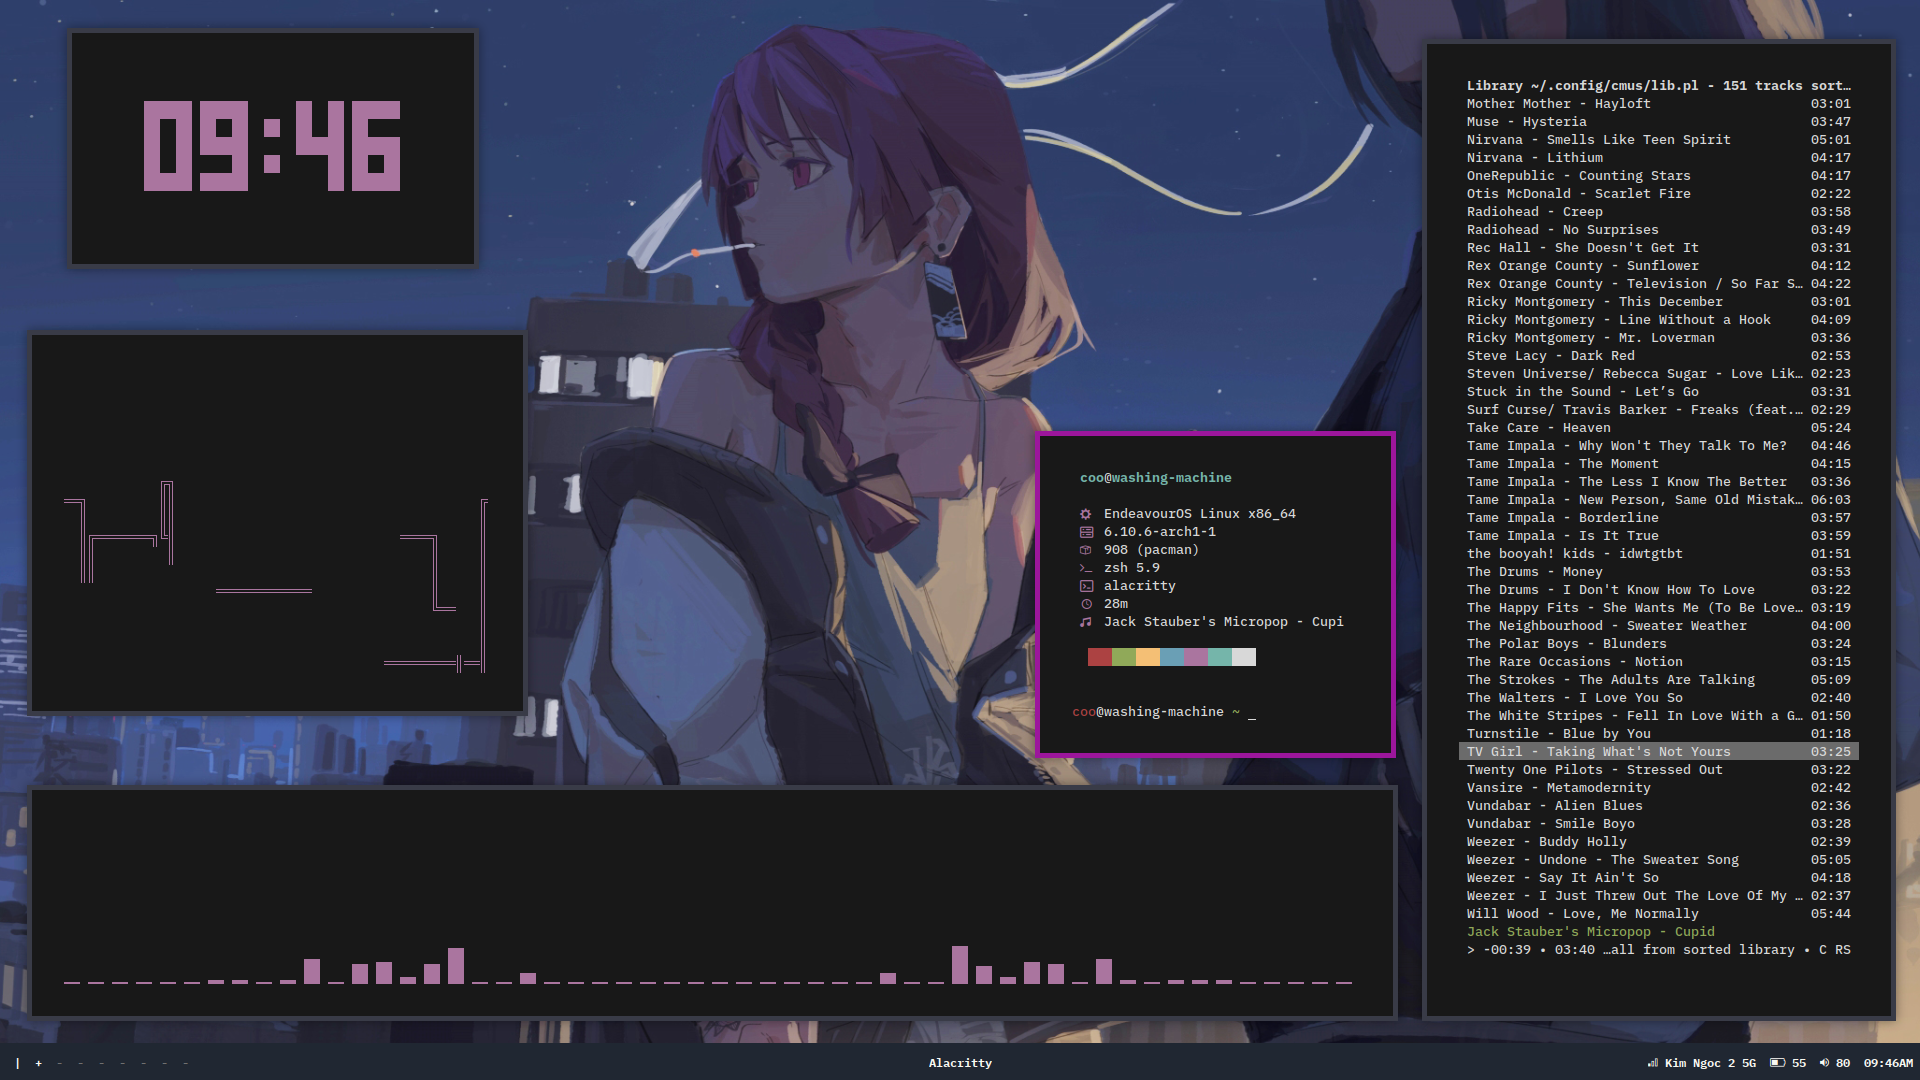 09:46
coo@washing-machine
EndeavourOS Linux x86_64
6.10.6-arch1-1
908 (pacman)
zsh 5.9
alacritty
28m
Jack Stauber's Micropop - Cupi
coo@washing-machine ~ _
Library ~/.config/cmus/lib.pl - 151 tracks sort…
Mother Mother - Hayloft 03:01
Muse - Hysteria 03:47
Nirvana - Smells Like Teen Spirit 05:01
Nirvana - Lithium 04:17
OneRepublic - Counting Stars 04:17
Otis McDonald - Scarlet Fire 02:22
Radiohead - Creep 03:58
Radiohead - No Surprises 03:49
Rec Hall - She Doesn't Get It 03:31
Rex Orange County - Sunflower 04:12
Rex Orange County - Television / So Far S… 04:22
Ricky Montgomery - This December 03:01
Ricky Montgomery - Line Without a Hook 04:09
Ricky Montgomery - Mr. Loverman 03:36
Steve Lacy - Dark Red 02:53
Steven Universe/ Rebecca Sugar - Love Lik… 02:23
Stuck in the Sound - Let’s Go 03:31
Surf Curse/ Travis Barker - Freaks (feat.… 02:29
Take Care - Heaven 05:24
Tame Impala - Why Won't They Talk To Me? 04:46
Tame Impala - The Moment 04:15
Tame Impala - The Less I Know The Better 03:36
Tame Impala - New Person, Same Old Mistak… 06:03
Tame Impala - Borderline 03:57
Tame Impala - Is It True 03:59
the booyah! kids - idwtgtbt 01:51
The Drums - Money 03:53
The Drums - I Don't Know How To Love 03:22
The Happy Fits - She Wants Me (To Be Love… 03:19
The Neighbourhood - Sweater Weather 04:00
The Polar Boys - Blunders 03:24
The Rare Occasions - Notion 03:15
The Strokes - The Adults Are Talking 05:09
The Walters - I Love You So 02:40
The White Stripes - Fell In Love With a G… 01:50
Turnstile - Blue by You 01:18
TV Girl - Taking What's Not Yours 03:25
Twenty One Pilots - Stressed Out 03:22
Vansire - Metamodernity 02:42
Vundabar - Alien Blues 02:36
Vundabar - Smile Boyo 03:28
Weezer - Buddy Holly 02:39
Weezer - Undone - The Sweater Song 05:05
Weezer - Say It Ain't So 04:18
Weezer - I Just Threw Out The Love Of My … 02:37
Will Wood - Love, Me Normally 05:44
Jack Stauber's Micropop - Cupid
> -00:39 • 03:40 …all from sorted library • C RS
| + - - - - - - -
Alacritty
Kim Ngoc 2 5G 55 80 09:46AM